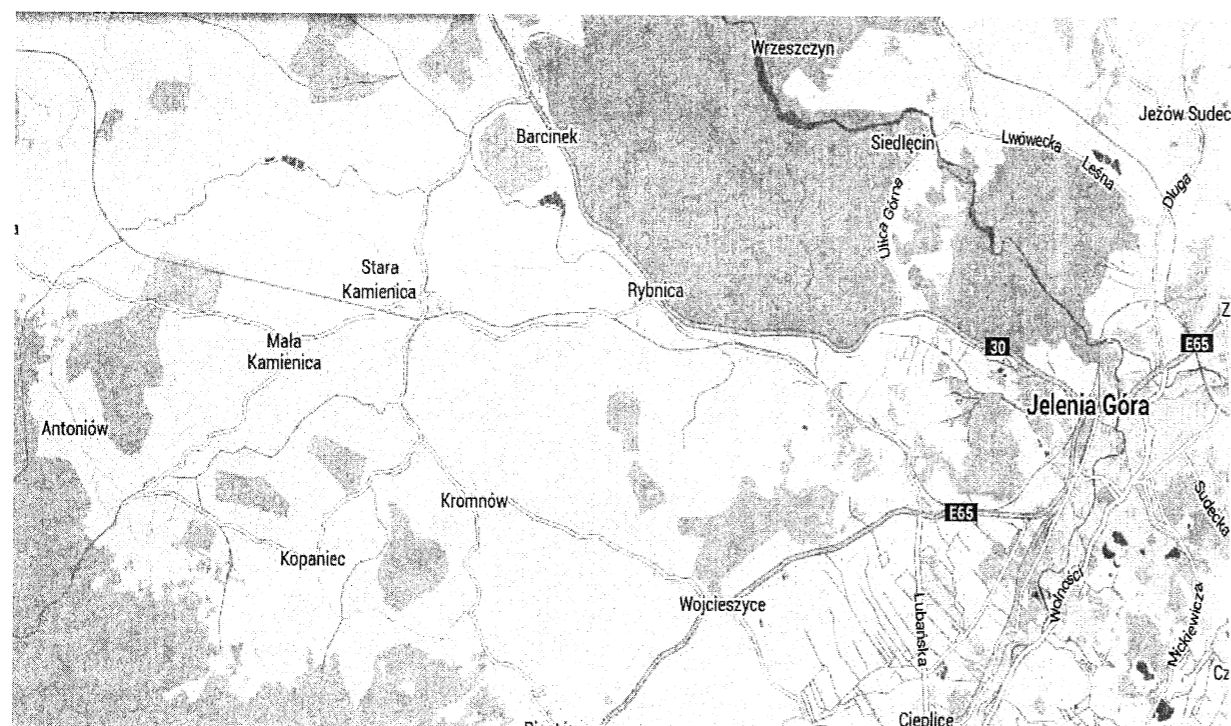 Wrzeszczyn
Barcinek
Jeżów Sudec
Siedlęcin
Lwówecka
Leśna
Długa
Ulica Górna
Stara
Kamienica
Rybnica
Z
Mała
Kamienica
30
E65
Jelenia Góra
Antoniów
Kromnów
E65
Sudecka
Kopaniec
Wojcieszyce
Lubańska
Wolności
Mickiewicza
Cz
Cieplice